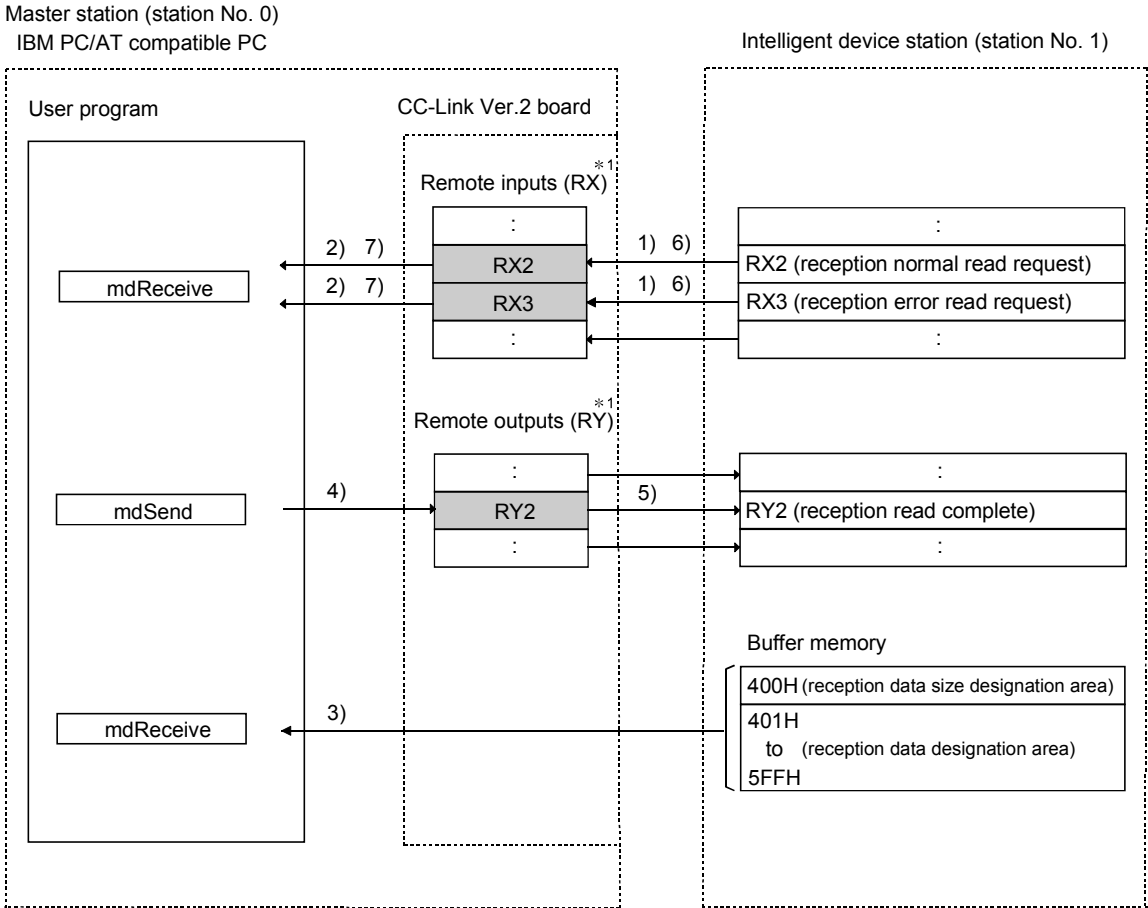 Master station (station No. 0)
IBM PC/AT compatible PC
Intelligent device station (station No. 1)
User program
CC-Link Ver.2 board
Remote inputs (RX)*1
:
RX2
RX3
:
2) 7)
2) 7)
1) 6)
1) 6)
mdReceive
:
RX2 (reception normal read request)
RX3 (reception error read request)
:
Remote outputs (RY)*1
:
RY2
:
mdSend
4)
5)
:
RY2 (reception read complete)
:
Buffer memory
400H (reception data size designation area)
401H
to (reception data designation area)
5FFH
mdReceive
3)